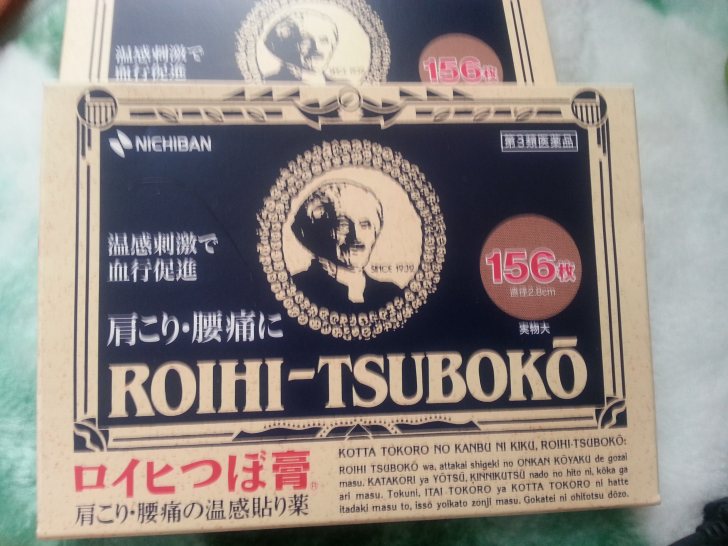 温感刺激で
血行促進
156枚
NICHIBAN
第3類医薬品
温感刺激で
血行促進
SINCE 1932
156枚
直径2.8cm
実物大
肩こり・腰痛に
ROIHI-TSUBOKŌ
ロイヒつぼ膏
肩こり・腰痛の温感貼り薬
KOTTA TOKORO NO KANBU NI KIKU, ROIHI-TSUBOKŌ:
ROIHI TSUBOKŌ wa, attakai shigeki no ONKAN KŌYAKU de gozai
masu. KATAKORI ya YŌTSŪ, KINNIKUTSŪ nado no hito ni, kōka ga
ari masu. Tokuni, ITAI TOKORO ya KOTTA TOKORO ni hatte
itadaki masu to, issō yoikato zonji masu. Gokatei ni ohitotsu dōzo.